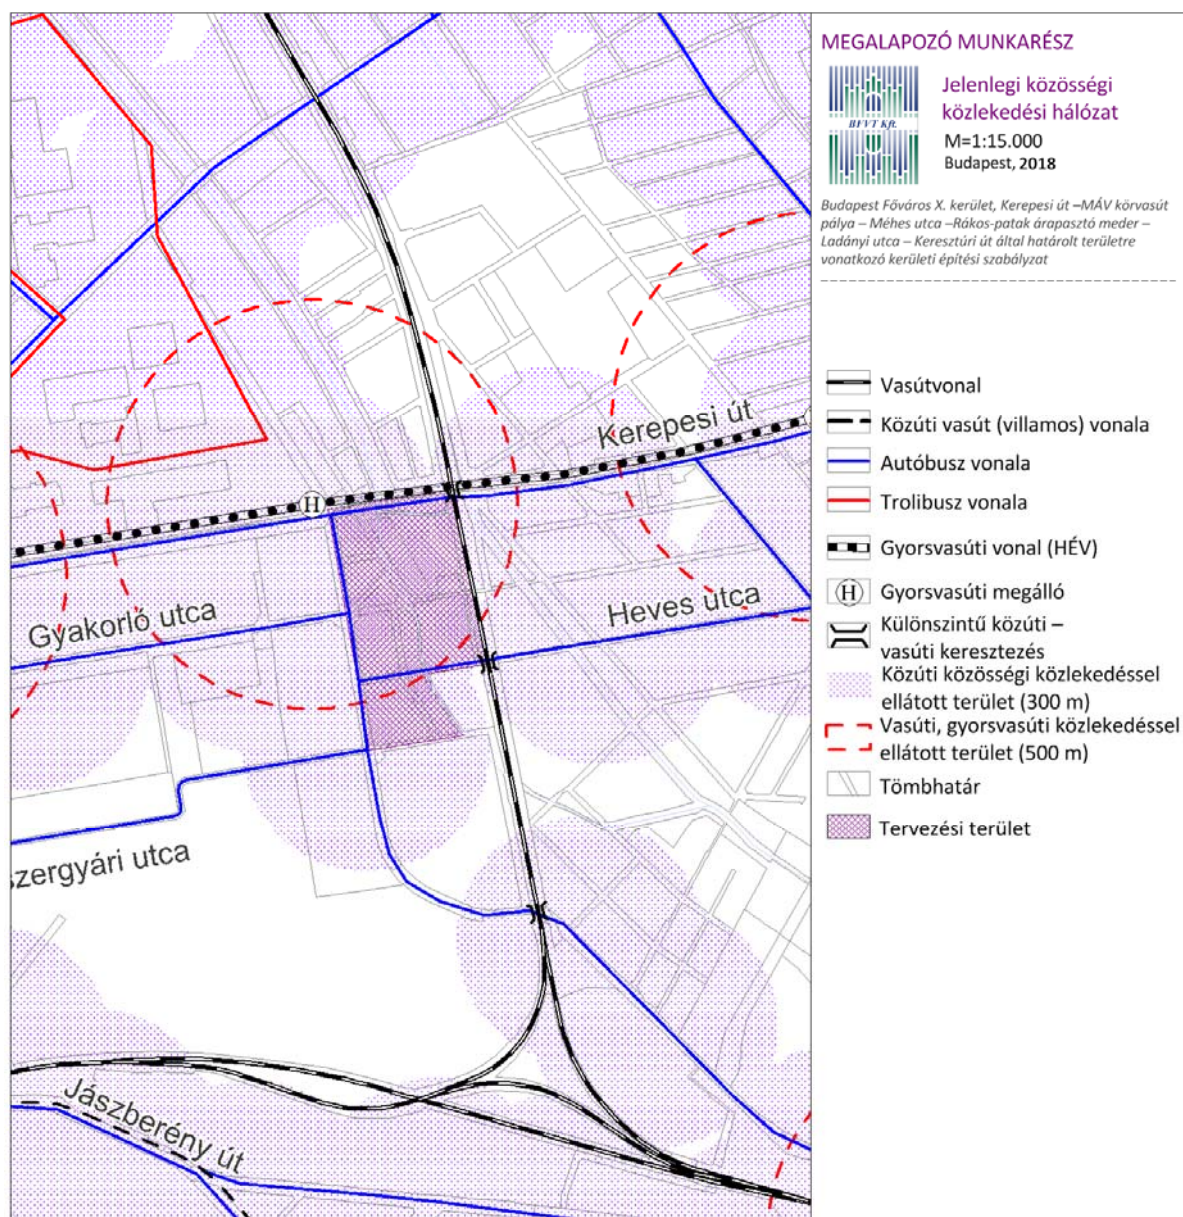 MEGALAPOZÓ MUNKARÉSZ
BFVT Kft.
Jelenlegi közösségi
közlekedési hálózat
M=1:15.000
Budapest, 2018
Budapest Főváros X. kerület, Kerepesi út –MÁV körvasút
pálya – Méhes utca –Rákos-patak árapasztó meder –
Ladányi utca – Keresztúri út által határolt területre
vonatkozó kerületi építési szabályzat
Vasútvonal
Közúti vasút (villamos) vonala
Autóbusz vonala
Trolibusz vonala
Gyorsvasúti vonal (HÉV)
H Gyorsvasúti megálló
Különszintű közúti –
vasúti keresztezés
Közúti közösségi közlekedéssel
ellátott terület (300 m)
Vasúti, gyorsvasúti közlekedéssel
ellátott terület (500 m)
Tömbhatár
Tervezési terület
Kerepesi út
H
Gyakorló utca
Heves utca
szergyári utca
Jászberény út